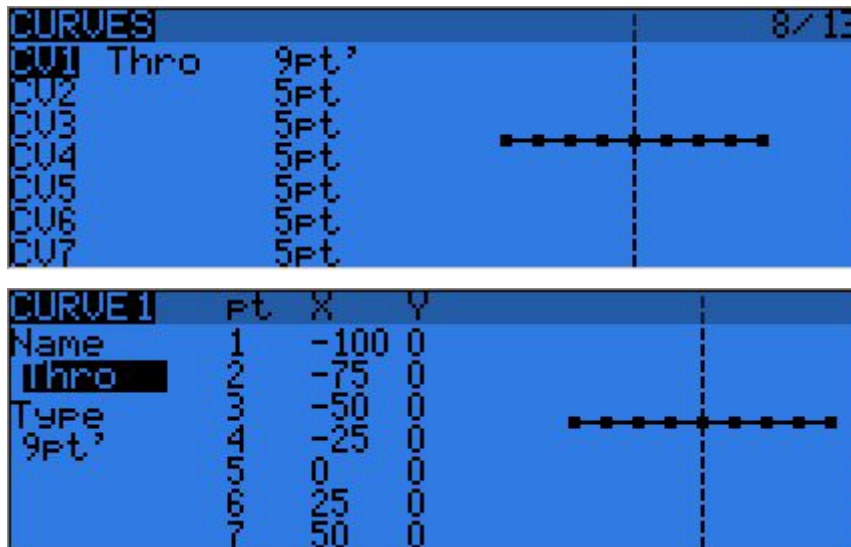 CURVES 8/13
CV1 Thro 9pt'
CV2 5pt
CV3 5pt
CV4 5pt
CV5 5pt
CV6 5pt
CV7 5pt
CURVE1 pt X Y
Name 1 -100 0
Thro 2 -75 0
Type 3 -50 0
9pt' 4 -25 0
5 0 0
6 25 0
7 50 0